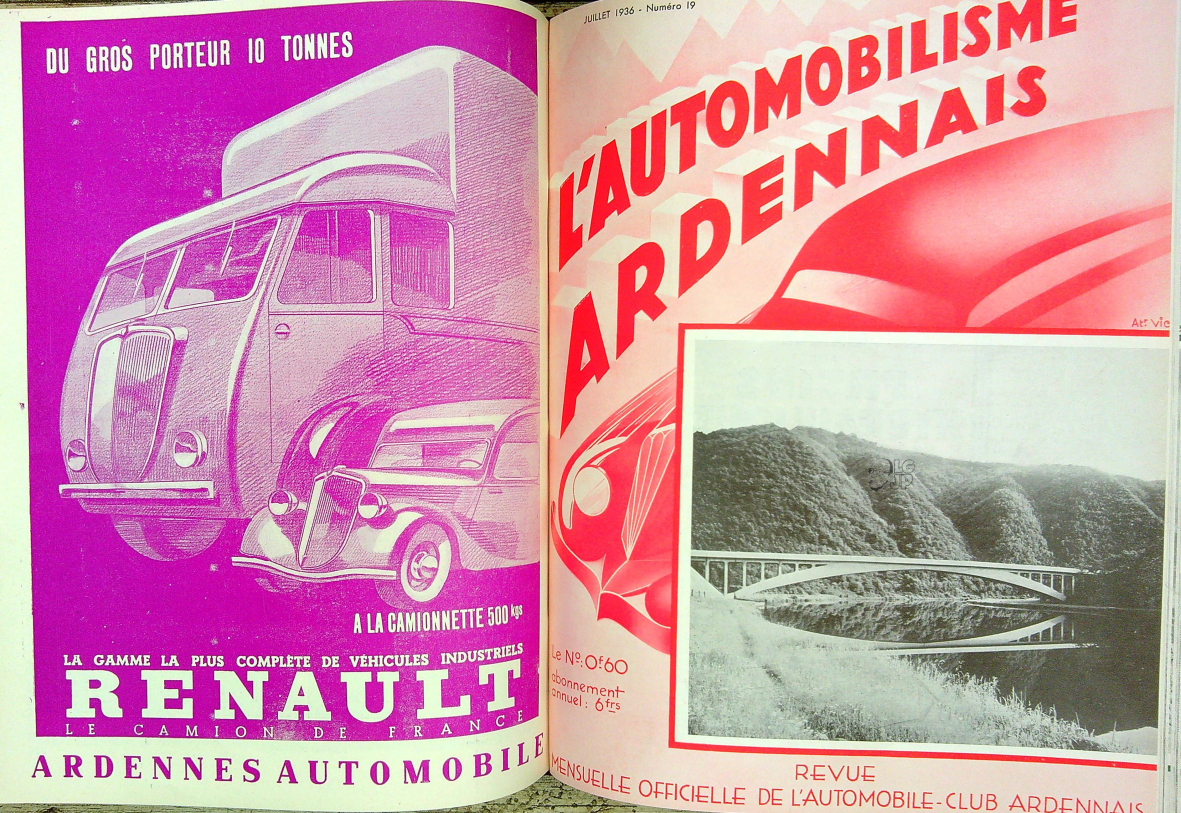 DU GROS PORTEUR 10 TONNES
A LA CAMIONNETTE 500 kgs
LA GAMME LA PLUS COMPLÈTE DE VÉHICULES INDUSTRIELS
RENAULT
LE CAMION DE FRANCE
ARDENNES AUTOMOBILE
JUILLET 1936 - Numéro 19
L'AUTOMOBILISME
ARDENNAIS
Le No: 0f60
abonnement
annuel : 6frs
REVUE
MENSUELLE OFFICIELLE DE L'AUTOMOBILE-CLUB ARDENNAIS